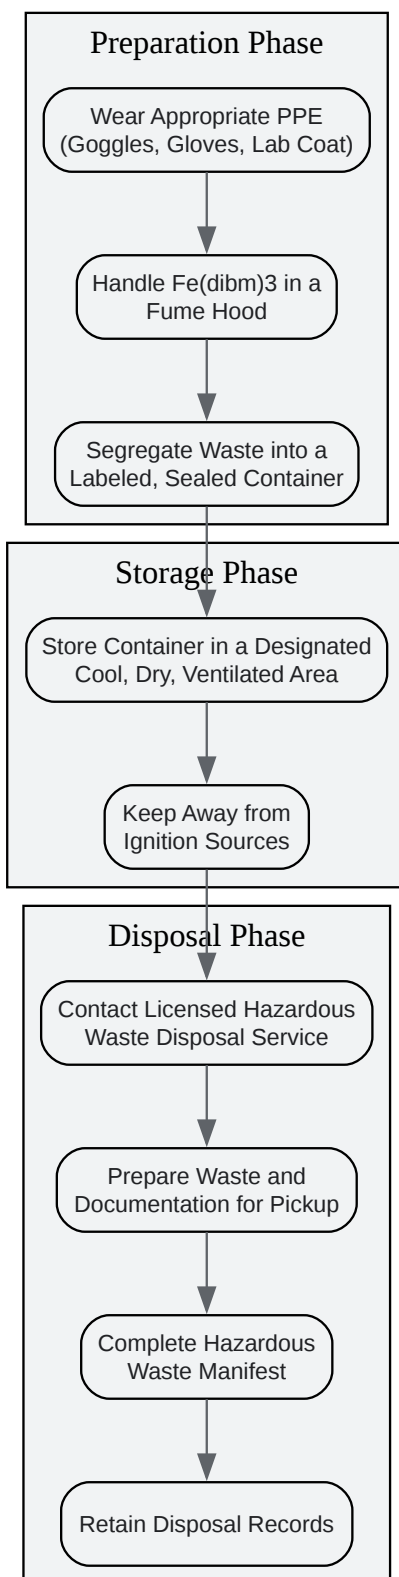 Preparation Phase
Wear Appropriate PPE
(Goggles, Gloves, Lab Coat)
Handle Fe(dibm)3 in a
Fume Hood
Segregate Waste into a
Labeled, Sealed Container
Storage Phase
Store Container in a Designated
Cool, Dry, Ventilated Area
Keep Away from
Ignition Sources
Disposal Phase
Contact Licensed Hazardous
Waste Disposal Service
Prepare Waste and
Documentation for Pickup
Complete Hazardous
Waste Manifest
Retain Disposal Records